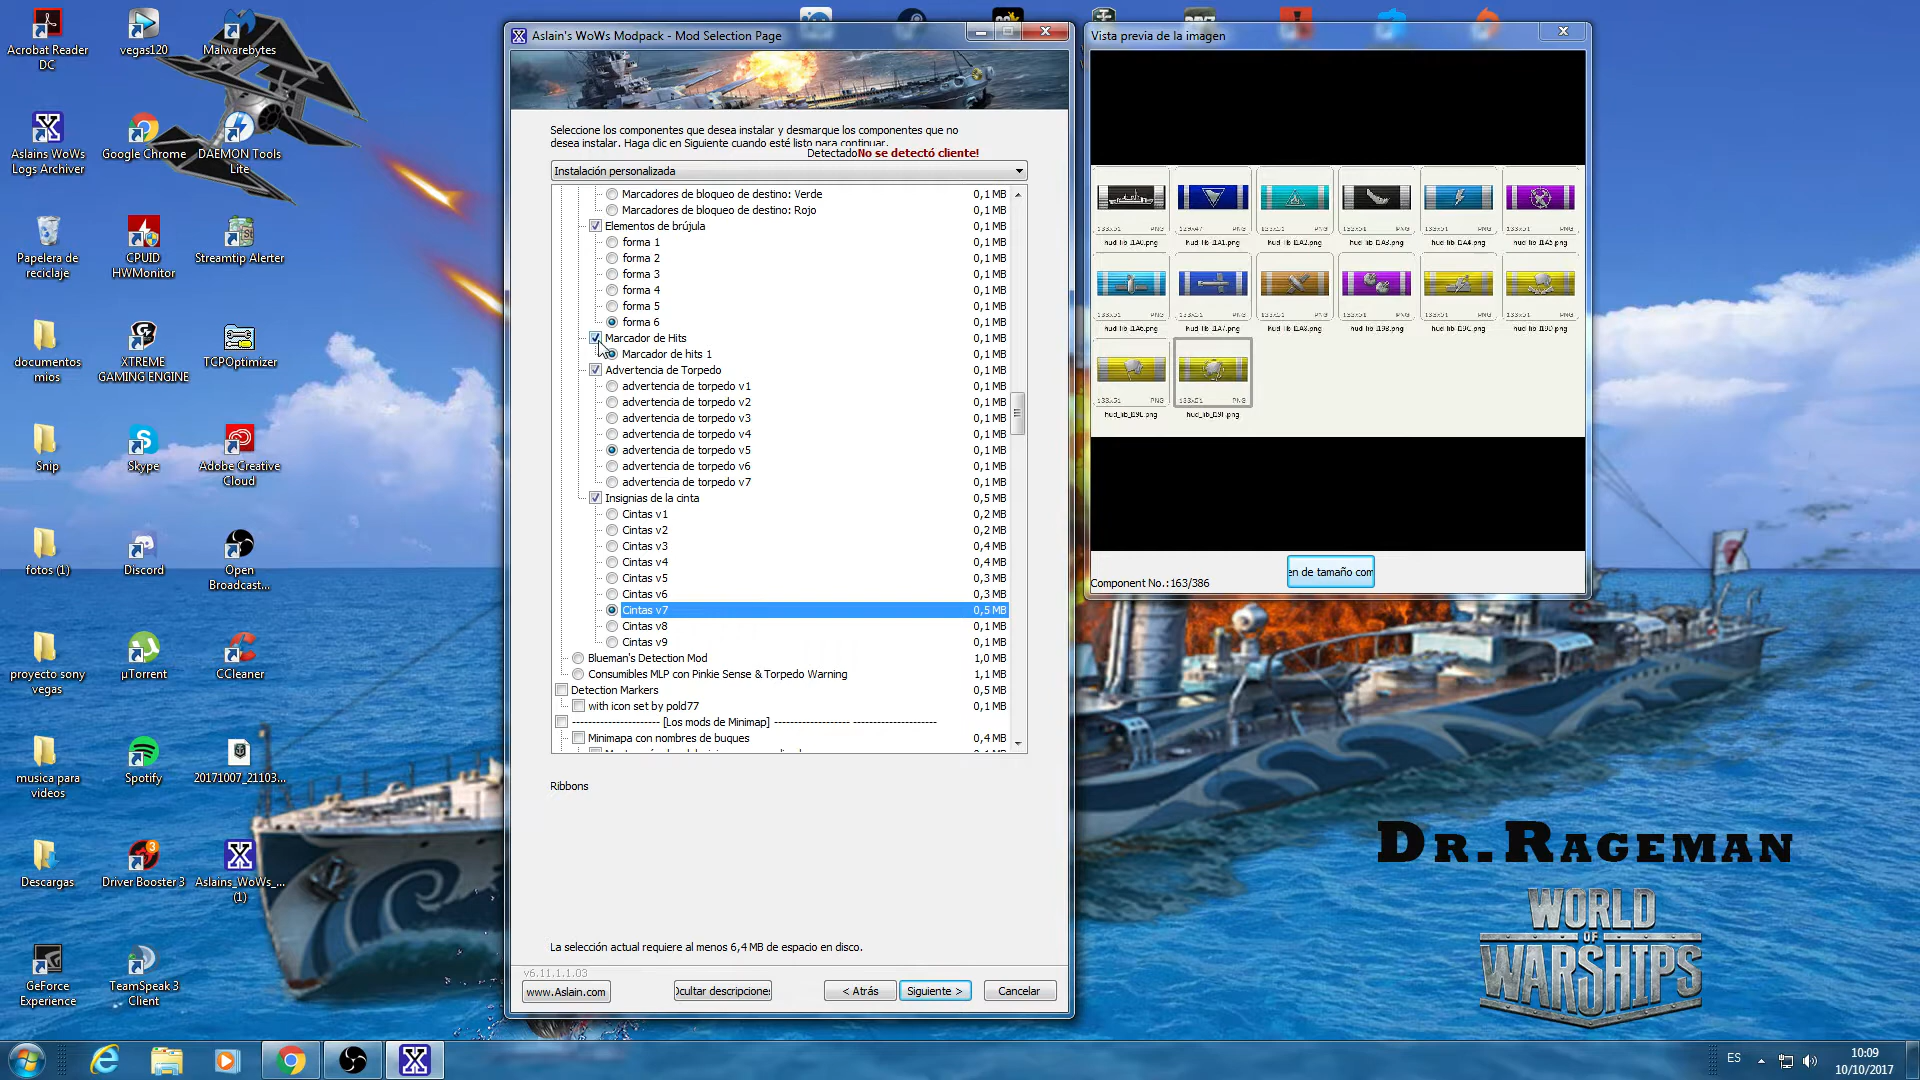 Acrobat Reader DC
vegas120
Malwarebytes
Aslains WoWs Logs Archiver
Google Chrome
DAEMON Tools Lite
Papelera de reciclaje
CPUID HWMonitor
Streamtip Alerter
documentos mios
XTREME GAMING ENGINE
TCPOptimizer
Snip
Skype
Adobe Creative Cloud
fotos (1)
Discord
Open Broadcast...
proyecto sony vegas
µTorrent
CCleaner
musica para videos
Spotify
20171007_21103...
Descargas
Driver Booster 3
Aslains_WoWs_... (1)
GeForce Experience
TeamSpeak 3 Client
Aslain's WoWs Modpack - Mod Selection Page
Seleccione los componentes que desea instalar y desmarque los componentes que no
desea instalar. Haga clic en Siguiente cuando esté listo para continuar.
DetectadoNo se detectó cliente!
Instalación personalizada
Marcadores de bloqueo de destino: Verde 0,1 MB
Marcadores de bloqueo de destino: Rojo 0,1 MB
Elementos de brújula 0,1 MB
forma 1 0,1 MB
forma 2 0,1 MB
forma 3 0,1 MB
forma 4 0,1 MB
forma 5 0,1 MB
forma 6 0,1 MB
Marcador de Hits 0,1 MB
Marcador de hits 1 0,1 MB
Advertencia de Torpedo 0,1 MB
advertencia de torpedo v1 0,1 MB
advertencia de torpedo v2 0,1 MB
advertencia de torpedo v3 0,1 MB
advertencia de torpedo v4 0,1 MB
advertencia de torpedo v5 0,1 MB
advertencia de torpedo v6 0,1 MB
advertencia de torpedo v7 0,1 MB
Insignias de la cinta 0,5 MB
Cintas v1 0,2 MB
Cintas v2 0,2 MB
Cintas v3 0,4 MB
Cintas v4 0,4 MB
Cintas v5 0,3 MB
Cintas v6 0,3 MB
Cintas v7 0,5 MB
Cintas v8 0,1 MB
Cintas v9 0,1 MB
Blueman's Detection Mod 1,0 MB
Consumibles MLP con Pinkie Sense & Torpedo Warning 1,1 MB
Detection Markers 0,5 MB
with icon set by pold77 0,1 MB
---------------------- [Los mods de Minimap] ------------------- ---------------------
Minimapa con nombres de buques 0,4 MB
Ribbons
La selección actual requiere al menos 6,4 MB de espacio en disco.
v6.11.1.1.03
www.Aslain.com
Ocultar descripciones
< Atrás
Siguiente >
Cancelar
Vista previa de la imagen
Component No.:163/386
en de tamaño com
DR.RAGEMAN
WORLD
OF
WARSHIPS
ES
10:09
10/10/2017